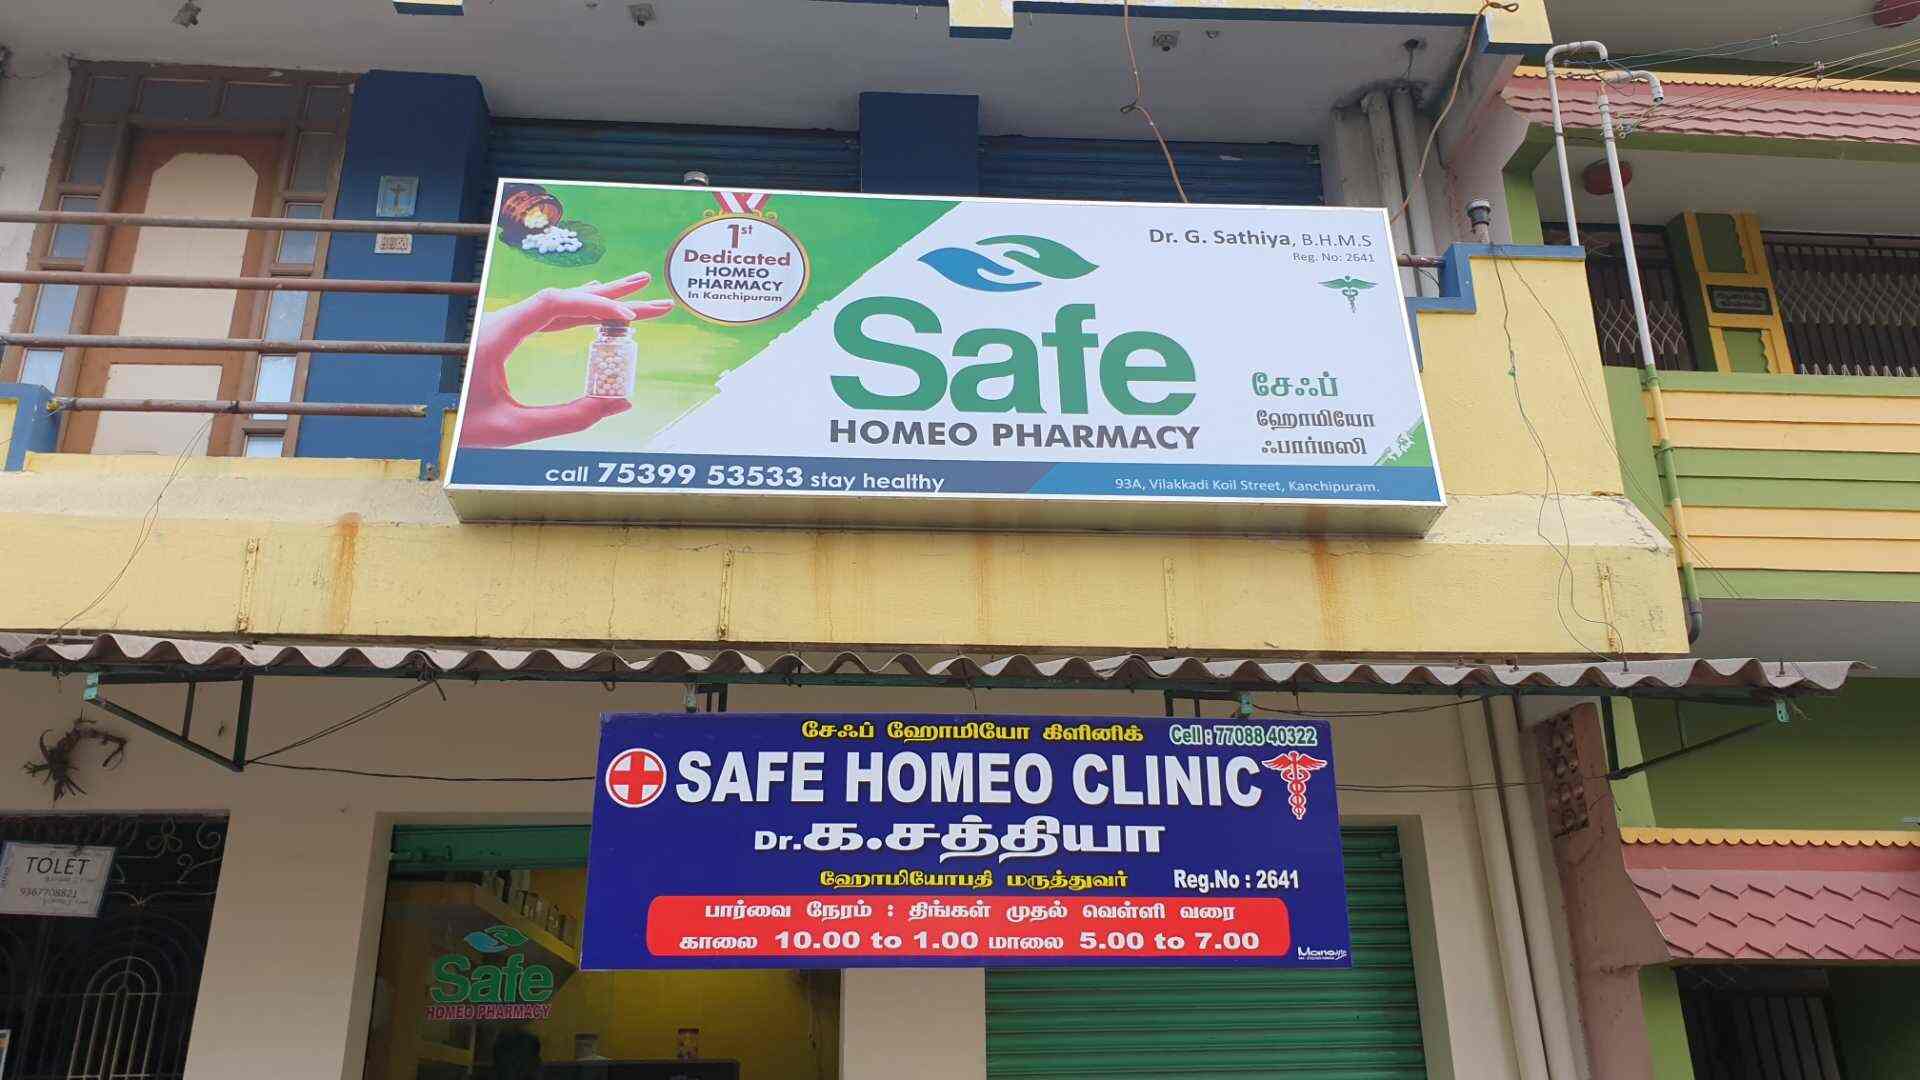 1st
Dedicated
HOMEO
PHARMACY
In Kanchipuram
Dr. G. Sathiya, B.H.M.S
Reg. No: 2641
Safe
HOMEO PHARMACY
சேஃப்
ஹோமியோ
ஃபார்மஸி
call 75399 53533 stay healthy
93A, Vilakkadi Koil Street, Kanchipuram.
சேஃப் ஹோமியோ கிளினிக் Cell : 77088 40322
SAFE HOMEO CLINIC
Dr.க.சத்தியா
ஹோமியோபதி மருத்துவர் Reg.No : 2641
பார்வை நேரம் : திங்கள் முதல் வெள்ளி வரை
காலை 10.00 to 1.00 மாலை 5.00 to 7.00
TOLET
9367708821
Safe
HOMEO PHARMACY